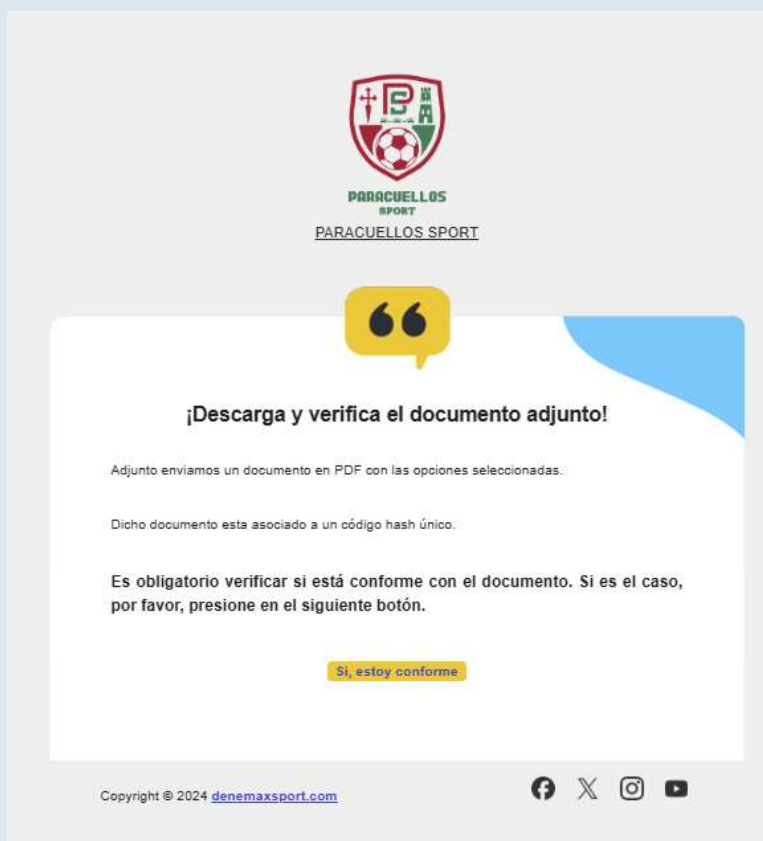 PS
PARACUELLOS
SPORT
PARACUELLOS SPORT
¡Descarga y verifica el documento adjunto!
Adjunto enviamos un documento en PDF con las opciones seleccionadas.
Dicho documento esta asociado a un código hash único.
Es obligatorio verificar si está conforme con el documento. Si es el caso,
por favor, presione en el siguiente botón.
Si, estoy conforme
Copyright © 2024 denemaxsport.com